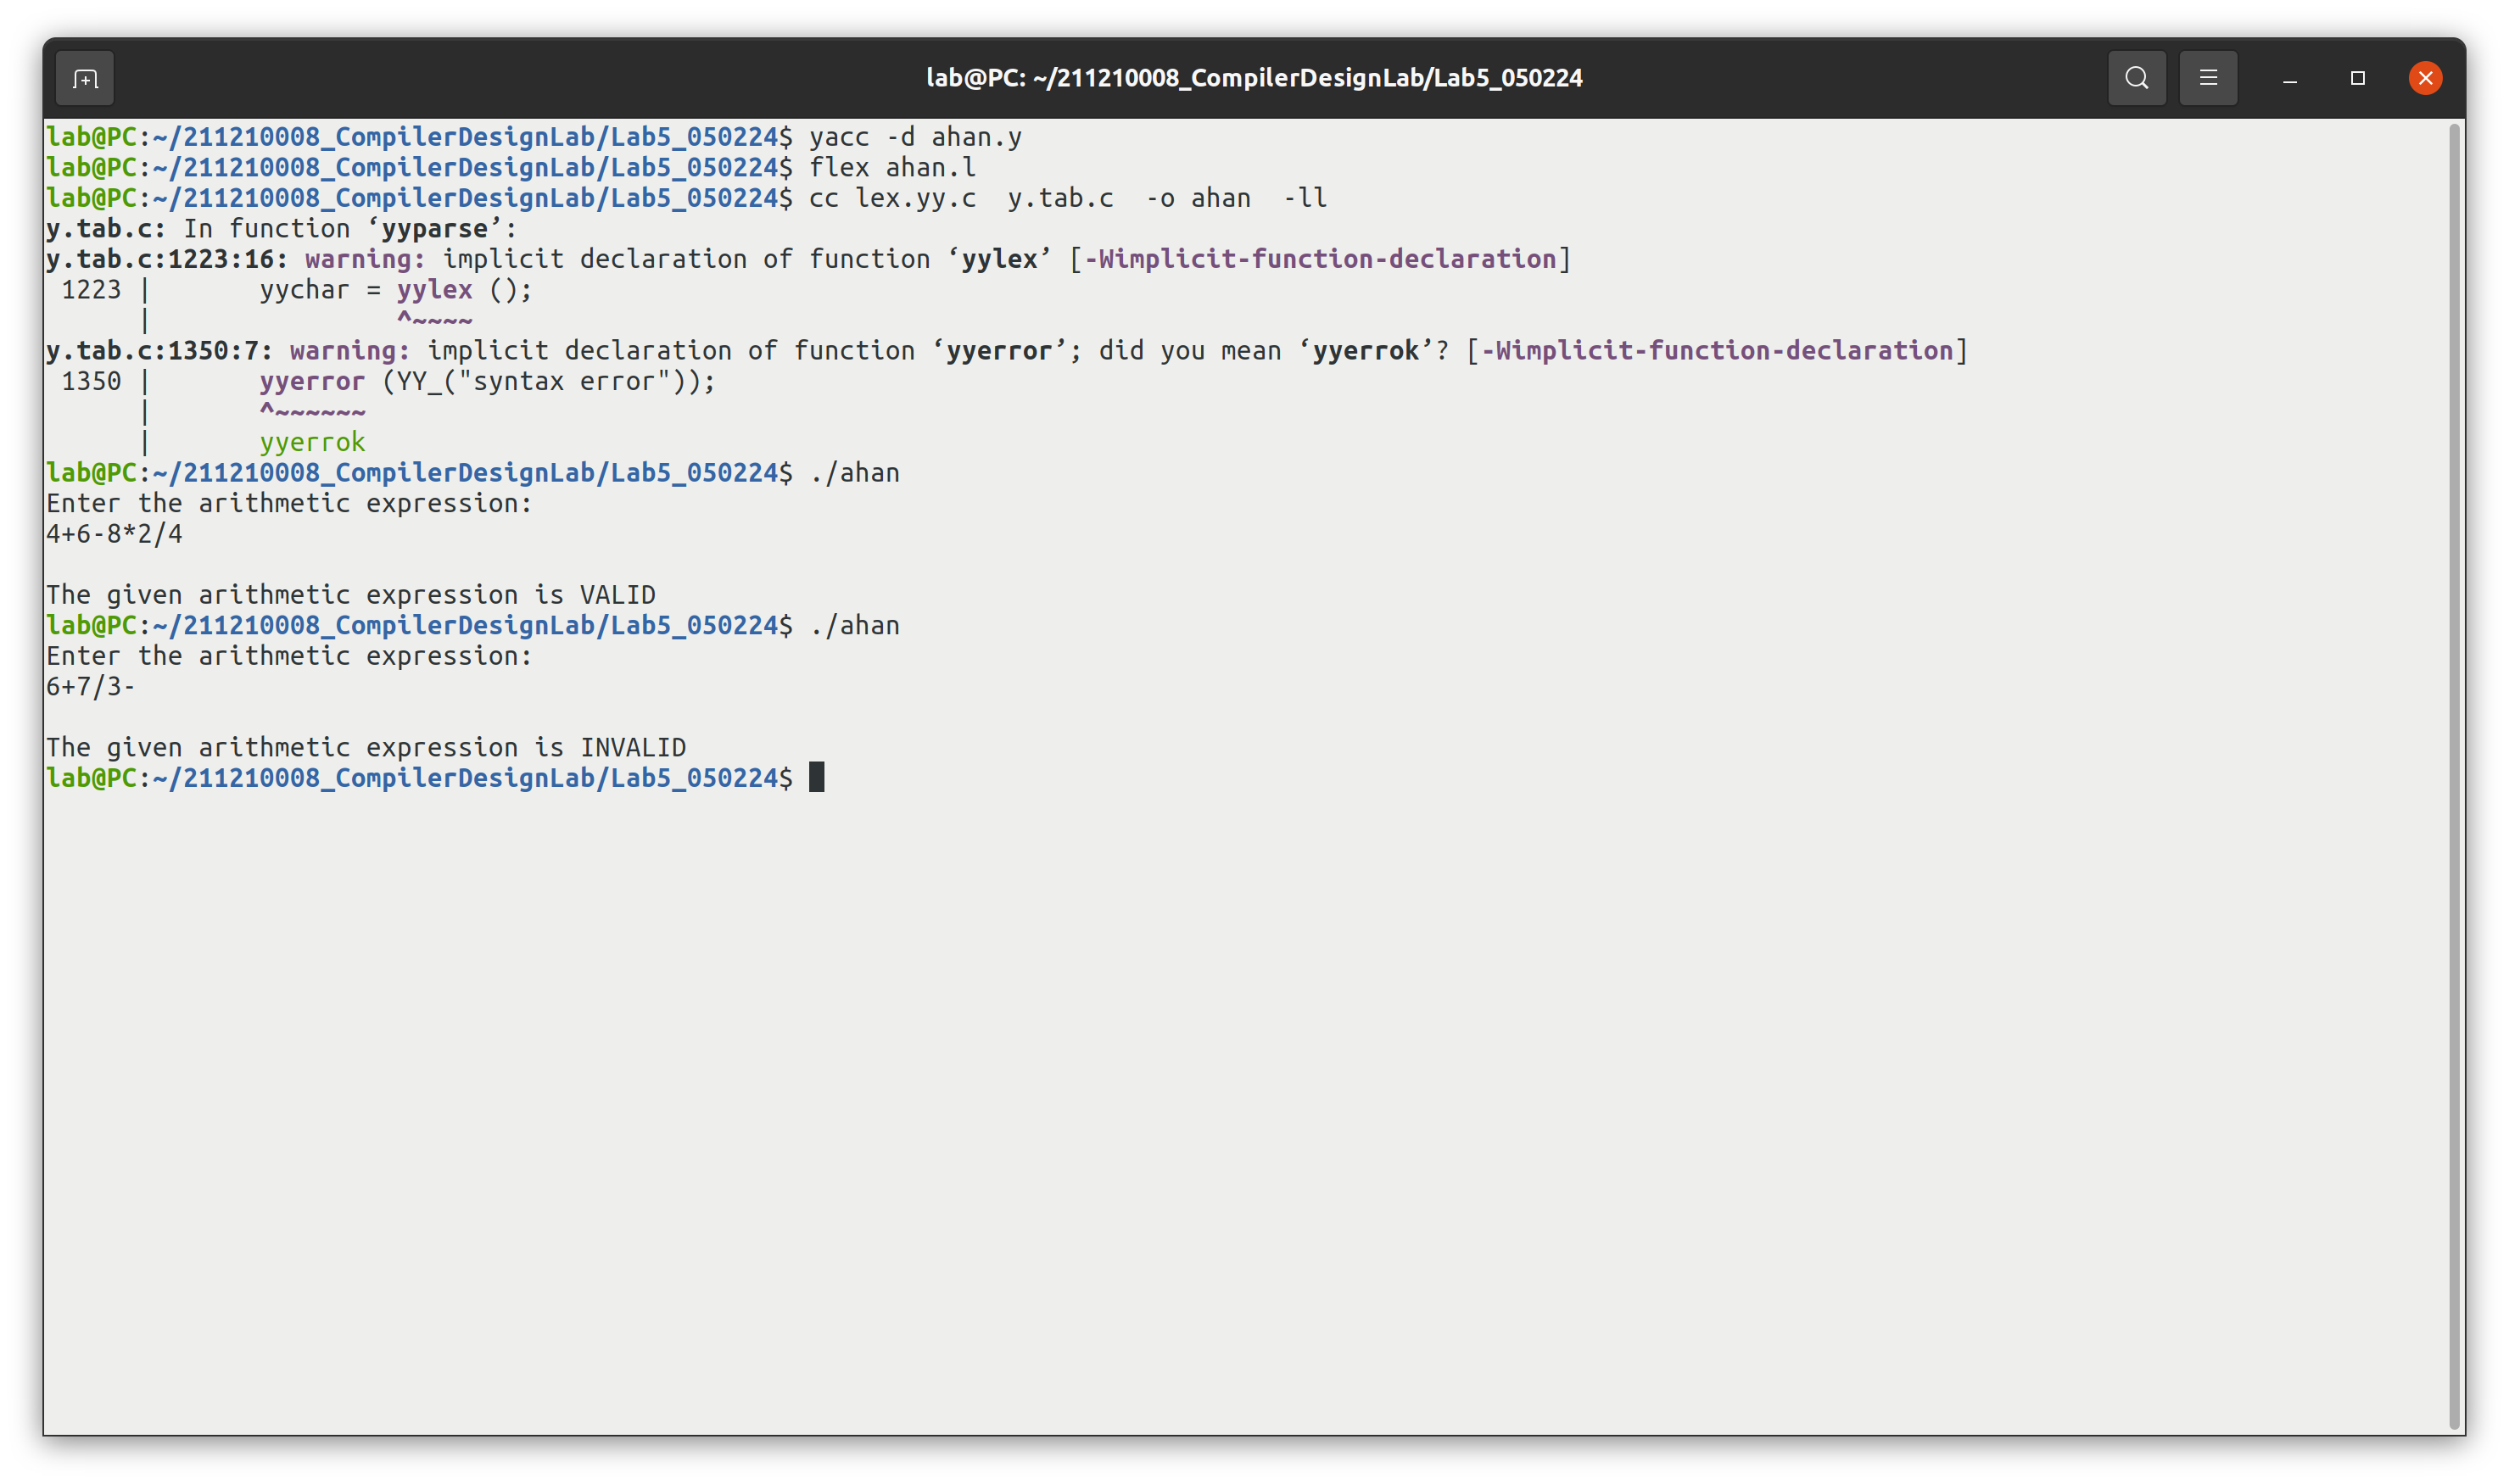 lab@PC: ~/211210008_CompilerDesignLab/Lab5_050224
lab@PC:~/211210008_CompilerDesignLab/Lab5_050224$ yacc -d ahan.y
lab@PC:~/211210008_CompilerDesignLab/Lab5_050224$ flex ahan.l
lab@PC:~/211210008_CompilerDesignLab/Lab5_050224$ cc lex.yy.c  y.tab.c  -o ahan  -ll
y.tab.c: In function ‘yyparse’:
y.tab.c:1223:16: warning: implicit declaration of function ‘yylex’ [-Wimplicit-function-declaration]
 1223 |       yychar = yylex ();
      |                ^~~~~
y.tab.c:1350:7: warning: implicit declaration of function ‘yyerror’; did you mean ‘yyerrok’? [-Wimplicit-function-declaration]
 1350 |       yyerror (YY_("syntax error"));
      |       ^~~~~~~
      |       yyerrok
lab@PC:~/211210008_CompilerDesignLab/Lab5_050224$ ./ahan
Enter the arithmetic expression:
4+6-8*2/4
The given arithmetic expression is VALID
lab@PC:~/211210008_CompilerDesignLab/Lab5_050224$ ./ahan
Enter the arithmetic expression:
6+7/3-
The given arithmetic expression is INVALID
lab@PC:~/211210008_CompilerDesignLab/Lab5_050224$